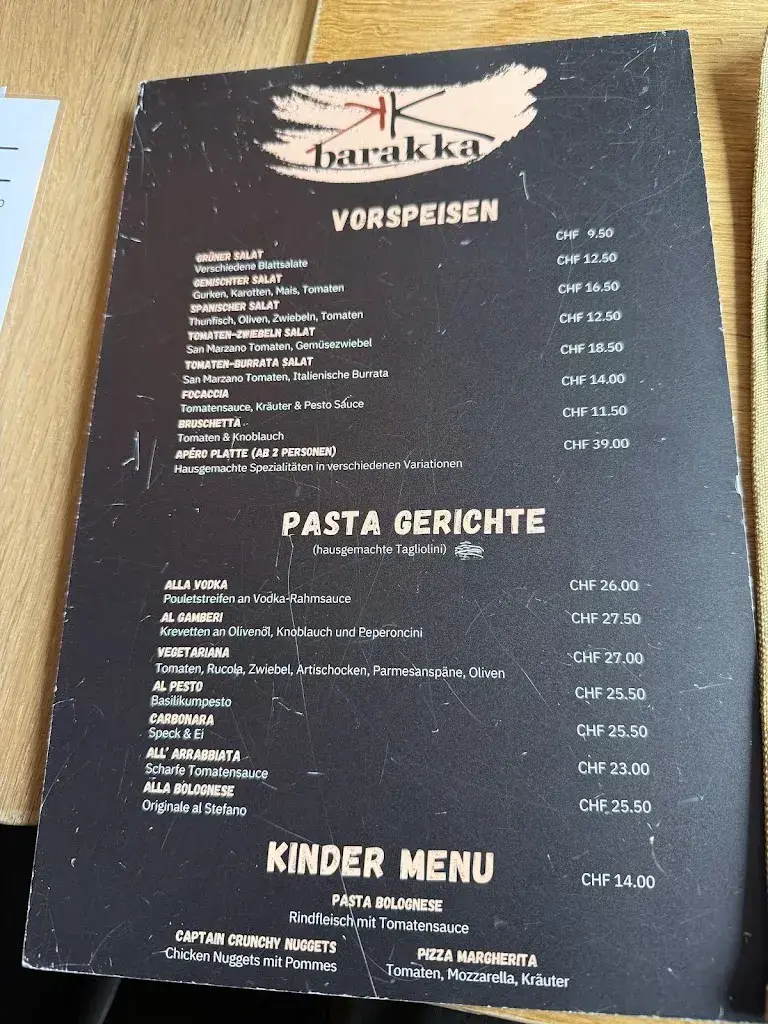 barakka
VORSPEISEN
GRÜNER SALAT CHF 9.50
Verschiedene Blattsalate
GEMISCHTER SALAT CHF 12.50
Gurken, Karotten, Mais, Tomaten
SPANISCHER SALAT CHF 16.50
Thunfisch, Oliven, Zwiebeln, Tomaten
TOMATEN-ZWIEBELN SALAT CHF 12.50
San Marzano Tomaten, Gemüsezwiebel
TOMATEN-BURRATA SALAT CHF 18.50
San Marzano Tomaten, Italienische Burrata
FOCACCIA CHF 14.00
Tomatensauce, Kräuter & Pesto Sauce
BRUSCHETTA CHF 11.50
Tomaten & Knoblauch
APÉRO PLATTE (AB 2 PERSONEN) CHF 39.00
Hausgemachte Spezialitäten in verschiedenen Variationen
PASTA GERICHTE
(hausgemachte Tagliolini)
ALLA VODKA CHF 26.00
Pouletstreifen an Vodka-Rahmsauce
AL GAMBERI CHF 27.50
Krevetten an Olivenöl, Knoblauch und Peperoncini
VEGETARIANA CHF 27.00
Tomaten, Rucola, Zwiebel, Artischocken, Parmesanspäne, Oliven
AL PESTO CHF 25.50
Basilikumpesto
CARBONARA CHF 25.50
Speck & Ei
ALL' ARRABBIATA CHF 23.00
Scharfe Tomatensauce
ALLA BOLOGNESE CHF 25.50
Originale al Stefano
KINDER MENU CHF 14.00
PASTA BOLOGNESE
Rindfleisch mit Tomatensauce
CAPTAIN CRUNCHY NUGGETS
Chicken Nuggets mit Pommes
PIZZA MARGHERITA
Tomaten, Mozzarella, Kräuter